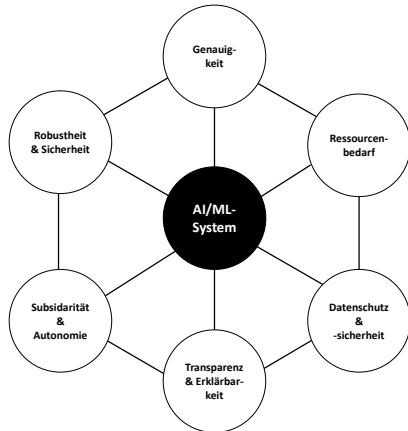 Genauig-
keit
Robustheit
& Sicherheit
Ressourcen-
bedarf
AI/ML-
System
Subsidarität
&
Autonomie
Datenschutz
&
-sicherheit
Transparenz
& Erklärbar-
keit